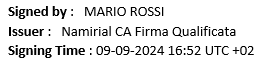 Signed by : MARIO ROSSI
Issuer : Namirial CA Firma Qualificata
Signing Time : 09-09-2024 16:52 UTC +02